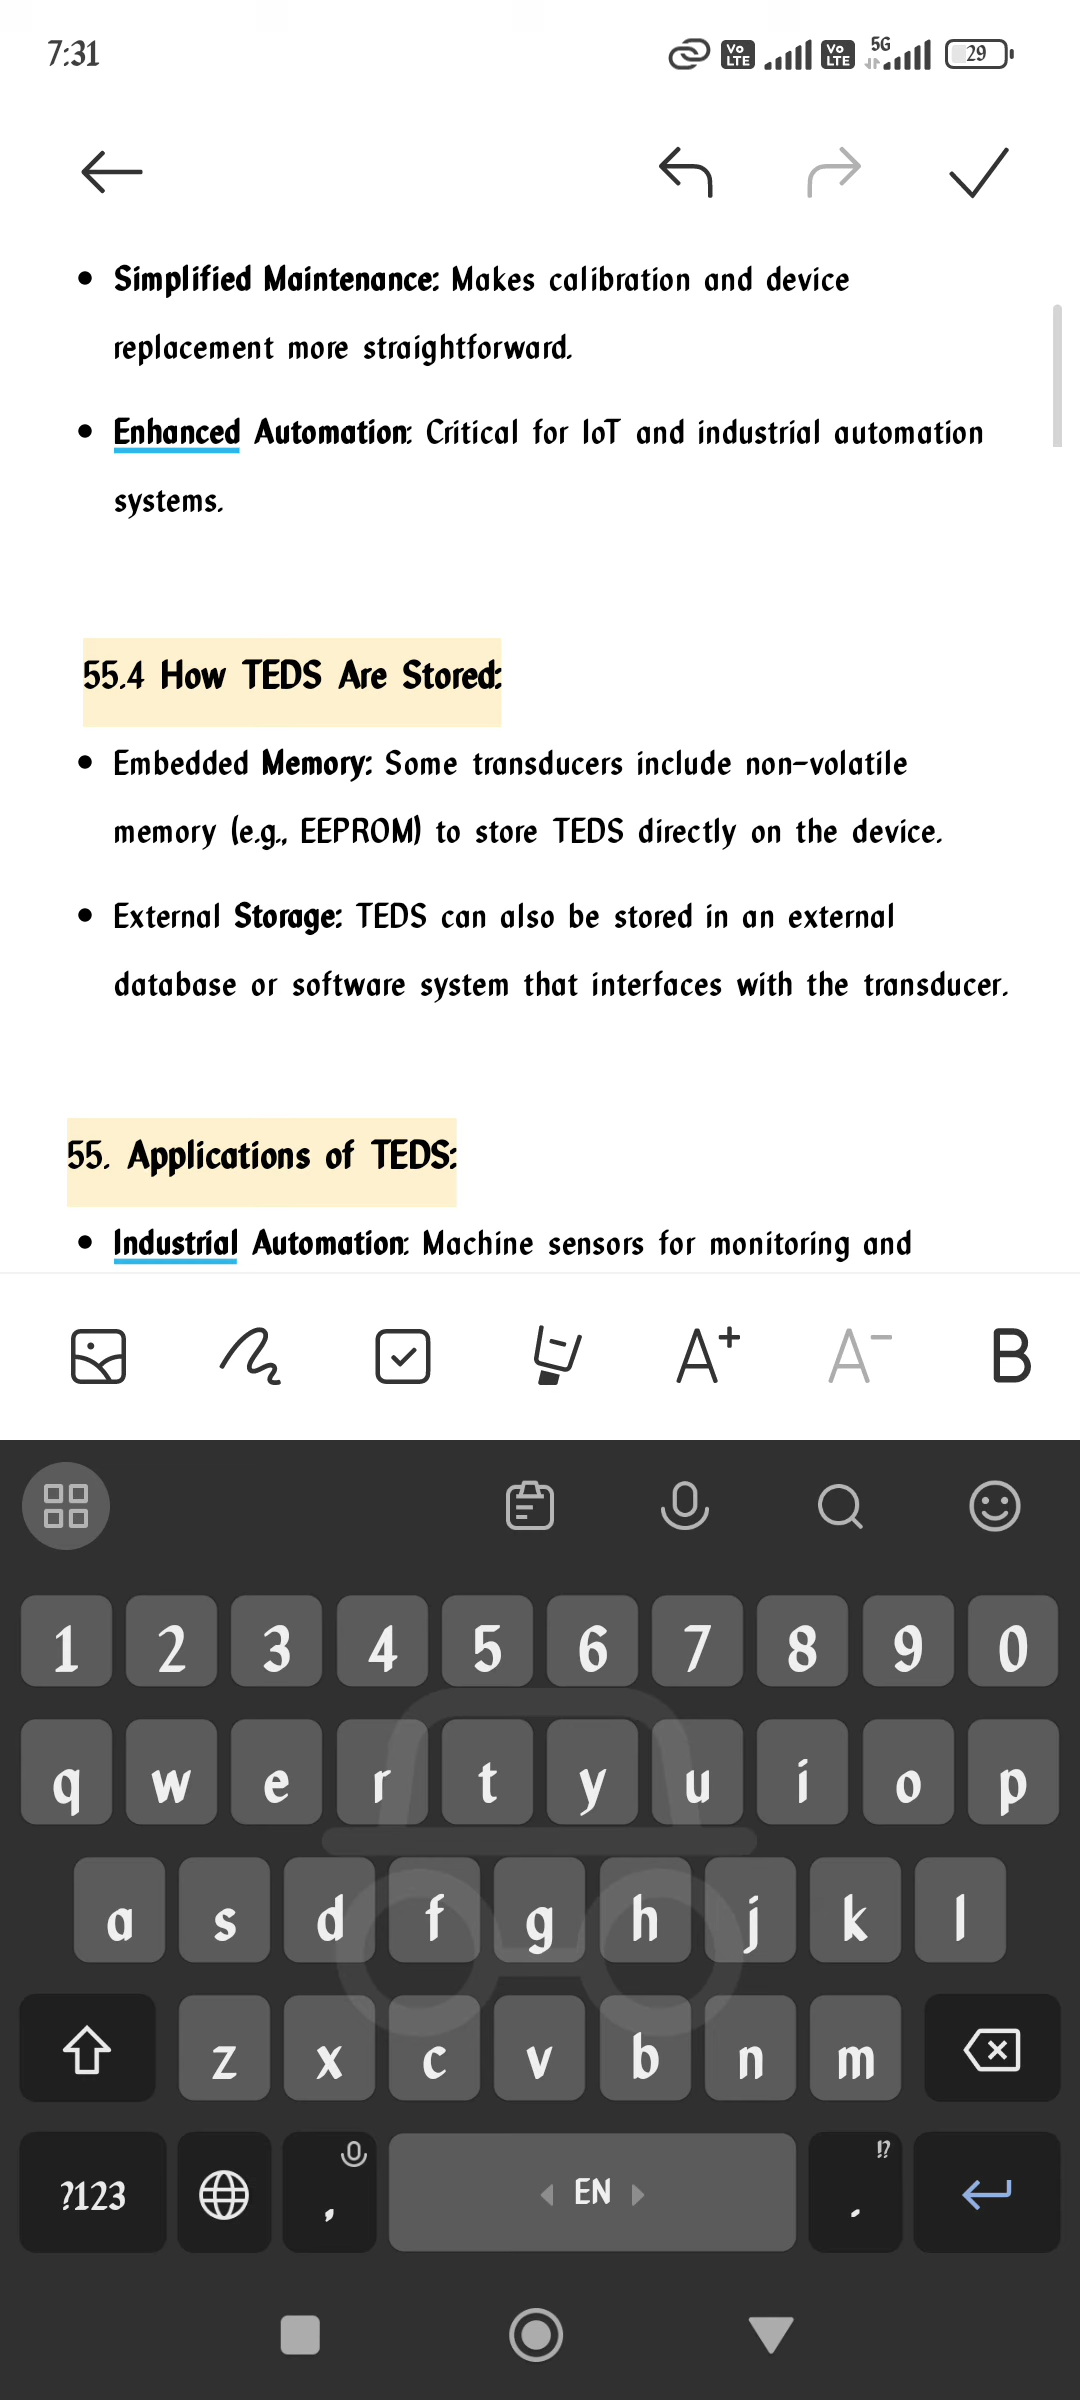 7:31
Vo LTE Vo LTE 5G 29
Simplified Maintenance: Makes calibration and device
replacement more straightforward.
Enhanced Automation: Critical for IoT and industrial automation
systems.
55.4 How TEDS Are Stored:
Embedded Memory: Some transducers include non-volatile
memory (e.g., EEPROM) to store TEDS directly on the device.
External Storage: TEDS can also be stored in an external
database or software system that interfaces with the transducer.
55. Applications of TEDS:
Industrial Automation: Machine sensors for monitoring and
A+ A- B
1 2 3 4 5 6 7 8 9 0
q w e r t y u i o p
a s d f g h j k l
z x c v b n m
?123 , EN . !?